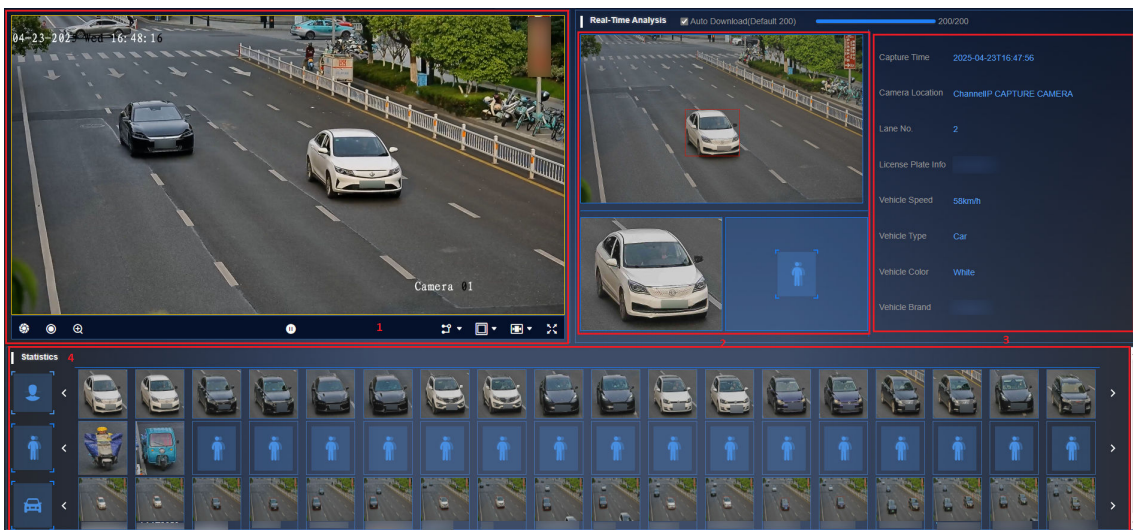 04-23-2025 Wed 16:48:16
Camera 01
1
Real-Time Analysis
Auto Download(Default 200)
200/200
2
Capture Time 2025-04-23T16:47:56
Camera Location ChannelIP CAPTURE CAMERA
Lane No. 2
License Plate Info
Vehicle Speed 58km/h
Vehicle Type Car
Vehicle Color White
Vehicle Brand
3
Statistics 4